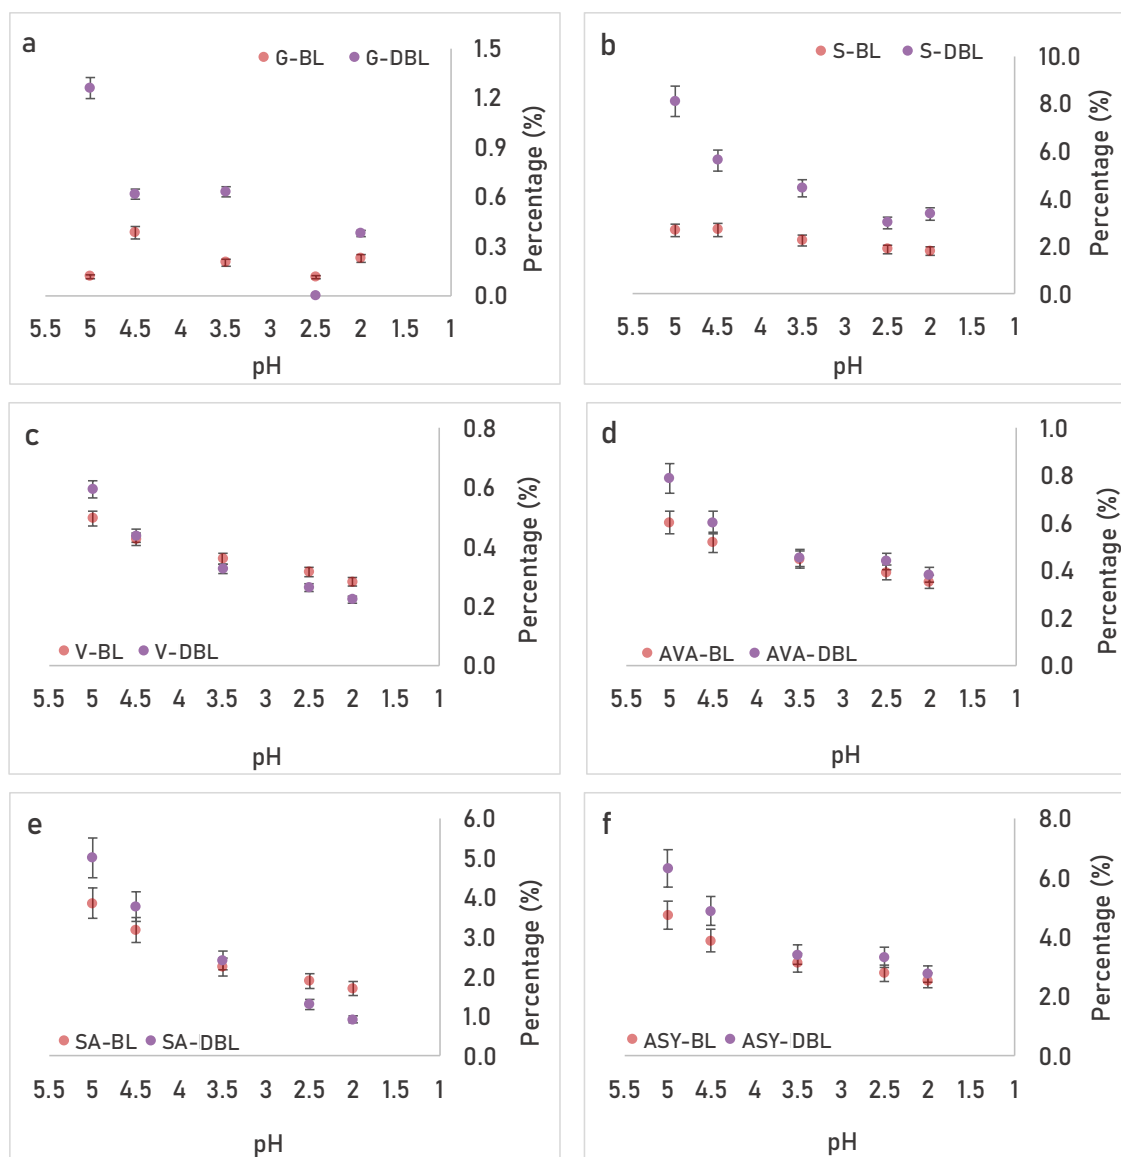 a
G-BL G-DBL
1.5
1.2
0.9
0.6
0.3
0.0
Percentage (%)
5.5 5 4.5 4 3.5 3 2.5 2 1.5 1
pH
b
S-BL S-DBL
10.0
8.0
6.0
4.0
2.0
0.0
Percentage (%)
5.5 5 4.5 4 3.5 3 2.5 2 1.5 1
pH
c
0.8
0.6
0.4
0.2
0.0
Percentage (%)
V-BL V-DBL
5.5 5 4.5 4 3.5 3 2.5 2 1.5 1
pH
d
1.0
0.8
0.6
0.4
0.2
0.0
Percentage (%)
AVA-BL AVA-DBL
5.5 5 4.5 4 3.5 3 2.5 2 1.5 1
pH
e
6.0
5.0
4.0
3.0
2.0
1.0
0.0
Percentage (%)
SA-BL SA-DBL
5.5 5 4.5 4 3.5 3 2.5 2 1.5 1
pH
f
8.0
6.0
4.0
2.0
0.0
Percentage (%)
ASY-BL ASY-DBL
5.5 5 4.5 4 3.5 3 2.5 2 1.5 1
pH